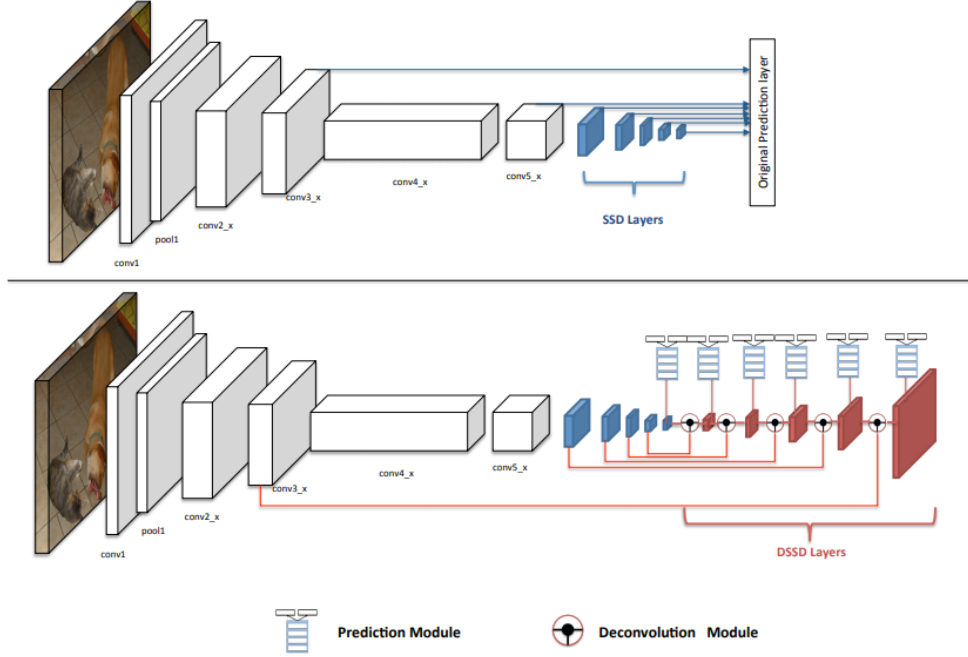 Original Prediction layer
conv4_x
conv5_x
conv3_x
SSD Layers
conv2_x
pool1
conv1
conv4_x
conv5_x
conv3_x
conv2_x
pool1
conv1
DSSD Layers
Prediction Module
Deconvolution Module